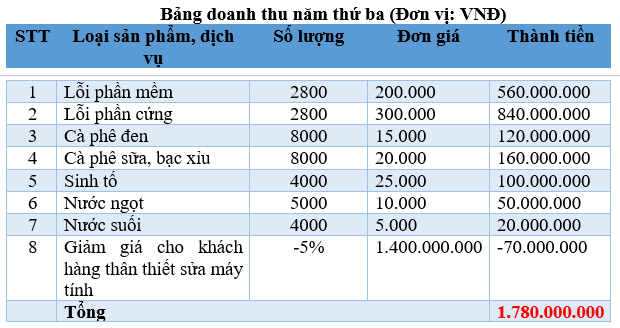 Bảng doanh thu năm thứ ba (Đơn vị: VNĐ)
STT Loại sản phẩm, dịch vụ Số lượng Đơn giá Thành tiền
1 Lỗi phần mềm 2800 200.000 560.000.000
2 Lỗi phần cứng 2800 300.000 840.000.000
3 Cà phê đen 8000 15.000 120.000.000
4 Cà phê sữa, bạc xỉu 8000 20.000 160.000.000
5 Sinh tố 4000 25.000 100.000.000
6 Nước ngọt 5000 10.000 50.000.000
7 Nước suối 4000 5.000 20.000.000
8 Giảm giá cho khách -5% 1.400.000.000 -70.000.000
hàng thân thiết sửa máy
tính
Tổng 1.780.000.000